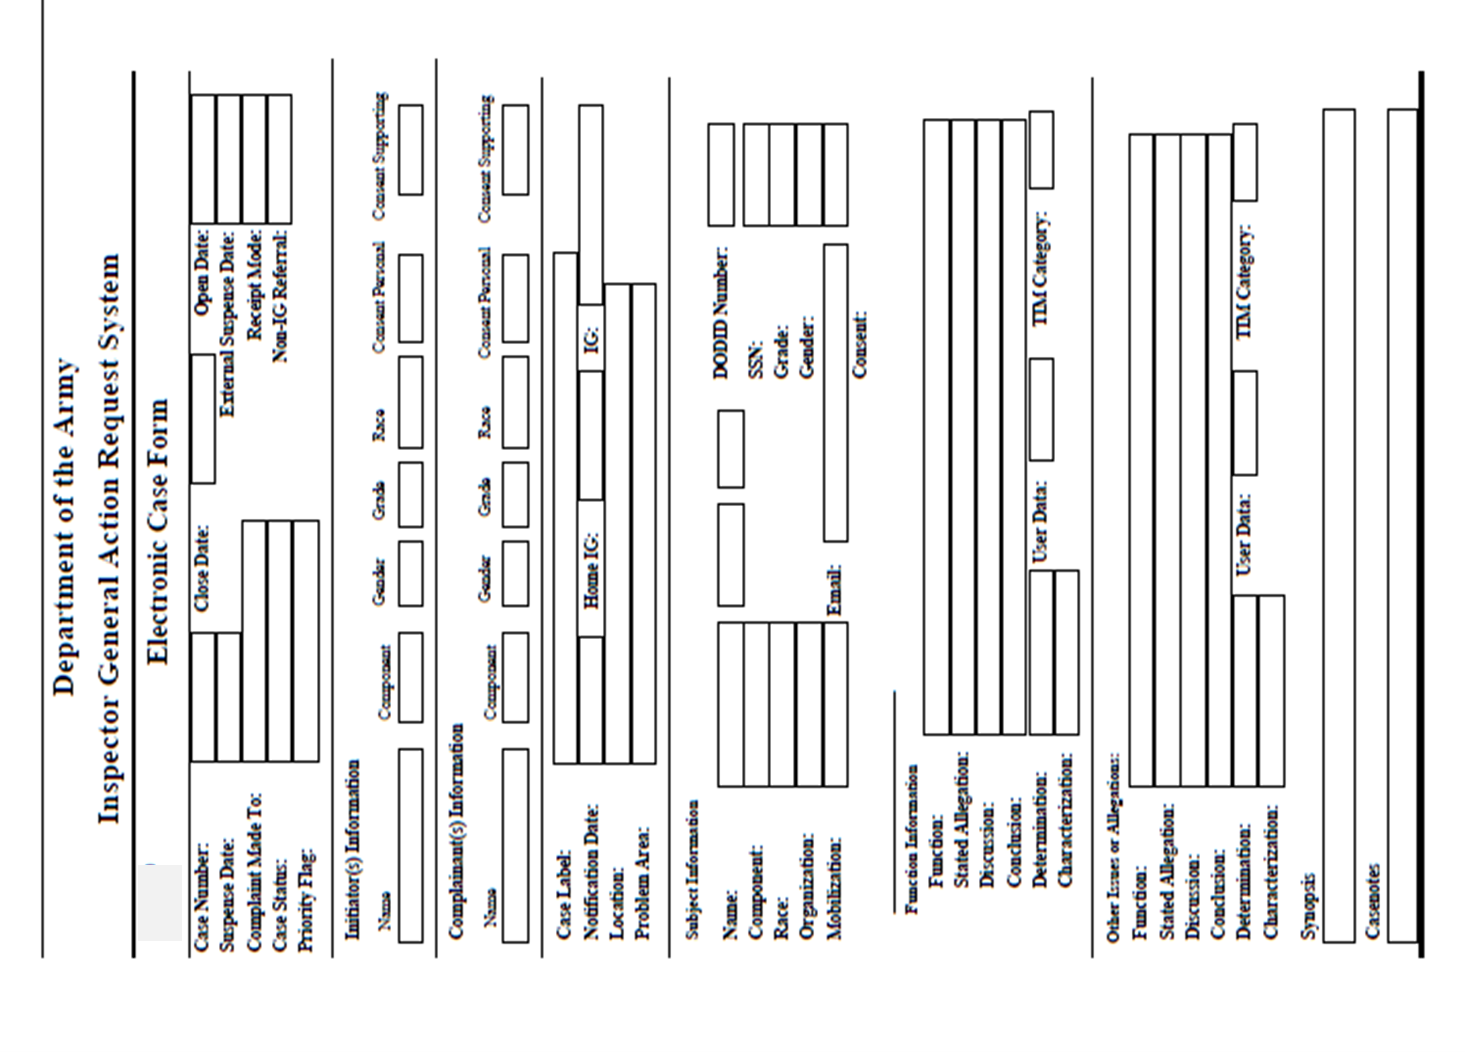 Department of the Army
Inspector General Action Request System
Electronic Case Form
Case Number: Close Date: Open Date:
Suspense Date: External Suspense Date:
Complaint Made To: Receipt Mode:
Case Status: Non-IG Referral:
Priority Flag:
Initiator(s) Information
Name Component Gender Grade Race Consent Personal Consent Supporting
Complainant(s) Information
Name Component Gender Grade Race Consent Personal Consent Supporting
Case Label:
Notification Date: Home IG: IG:
Location:
Problem Area:
Subject Information
Name: DODID Number:
Component: SSN:
Race: Grade:
Organization: Gender:
Mobilization: Email:
Consent:
Function Information
Function:
Stated Allegation:
Discussion:
Conclusion:
Determination: User Data: TIM Category:
Characterization:
Other Issues or Allegations:
Function:
Stated Allegation:
Discussion:
Conclusion:
Determination: User Data: TIM Category:
Characterization:
Synopsis
Casenotes